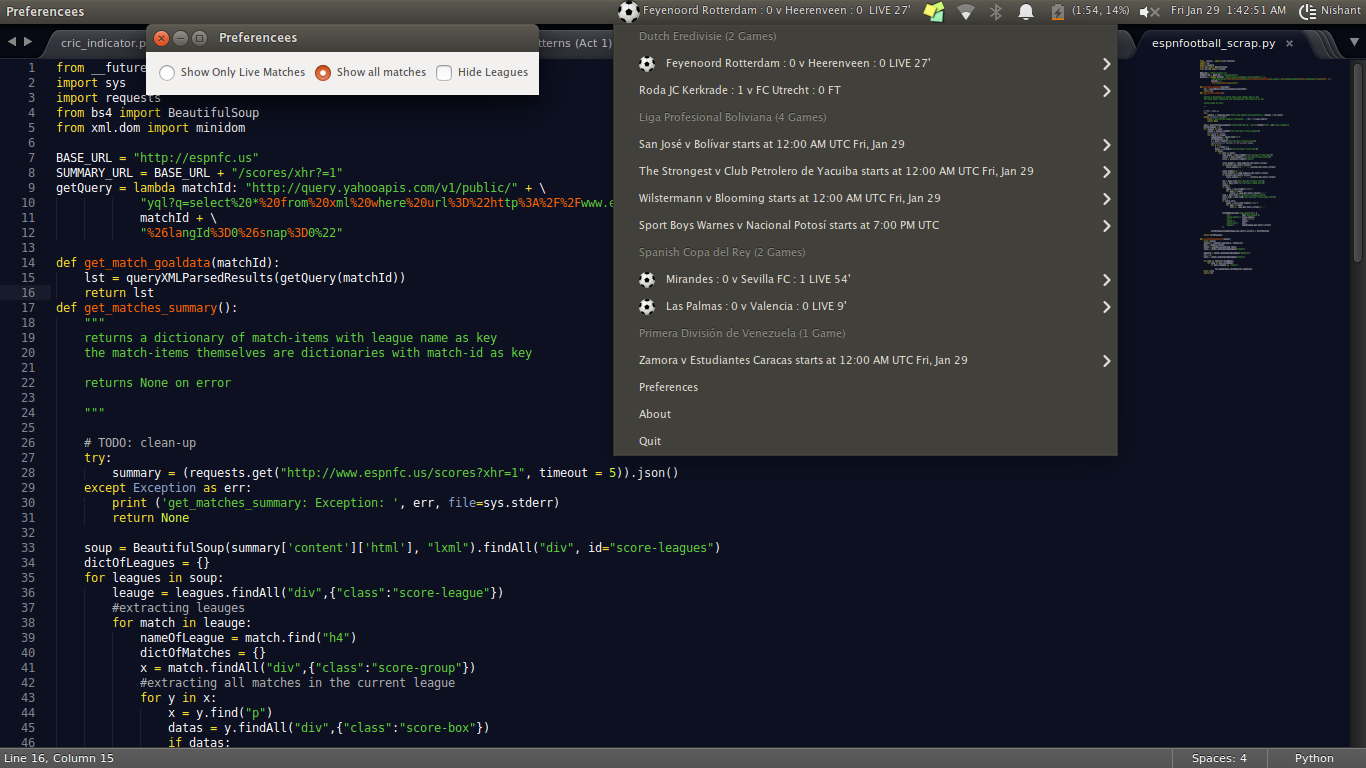 Preferencees
Feyenoord Rotterdam : 0 v Heerenveen : 0 LIVE 27'
(1:54, 14%)
Fri Jan 29 1:42:51 AM
Nishant
cric_indicator.p
Preferencees
tterns (Act 1)
espnfootball_scrap.py
Show Only Live Matches
Show all matches
Hide Leagues
Dutch Eredivisie (2 Games)
Feyenoord Rotterdam : 0 v Heerenveen : 0 LIVE 27'
Roda JC Kerkrade : 1 v FC Utrecht : 0 FT
Liga Profesional Boliviana (4 Games)
San José v Bolívar starts at 12:00 AM UTC Fri, Jan 29
The Strongest v Club Petrolero de Yacuiba starts at 12:00 AM UTC Fri, Jan 29
Wilstermann v Blooming starts at 12:00 AM UTC Fri, Jan 29
Sport Boys Warnes v Nacional Potosí starts at 7:00 PM UTC
Spanish Copa del Rey (2 Games)
Mirandes : 0 v Sevilla FC : 1 LIVE 54'
Las Palmas : 0 v Valencia : 0 LIVE 9'
Primera División de Venezuela (1 Game)
Zamora v Estudiantes Caracas starts at 12:00 AM UTC Fri, Jan 29
Preferences
About
Quit
1 from __future
2 import sys
3 import requests
4 from bs4 import BeautifulSoup
5 from xml.dom import minidom
6
7 BASE_URL = "http://espnfc.us"
8 SUMMARY_URL = BASE_URL + "/scores/xhr?=1"
9 getQuery = lambda matchId: "http://query.yahooapis.com/v1/public/" + \
10 "yql?q=select%20*%20from%20xml%20where%20url%3D%22http%3A%2F%2Fwww.e
11 matchId + \
12 "%26langId%3D0%26snap%3D0%22"
13
14 def get_match_goaldata(matchId):
15 lst = queryXMLParsedResults(getQuery(matchId))
16 return lst
17 def get_matches_summary():
18 """
19 returns a dictionary of match-items with league name as key
20 the match-items themselves are dictionaries with match-id as key
21
22 returns None on error
23
24 """
25
26 # TODO: clean-up
27 try:
28 summary = (requests.get("http://www.espnfc.us/scores?xhr=1", timeout = 5)).json()
29 except Exception as err:
30 print ('get_matches_summary: Exception: ', err, file=sys.stderr)
31 return None
32
33 soup = BeautifulSoup(summary['content']['html'], "lxml").findAll("div", id="score-leagues")
34 dictOfLeagues = {}
35 for leagues in soup:
36 leauge = leagues.findAll("div",{"class":"score-league"})
37 #extracting leauges
38 for match in leauge:
39 nameOfLeague = match.find("h4")
40 dictOfMatches = {}
41 x = match.findAll("div",{"class":"score-group"})
42 #extracting all matches in the current league
43 for y in x:
44 x = y.find("p")
45 datas = y.findAll("div",{"class":"score-box"})
46 if datas:
Line 16, Column 15
Spaces: 4
Python